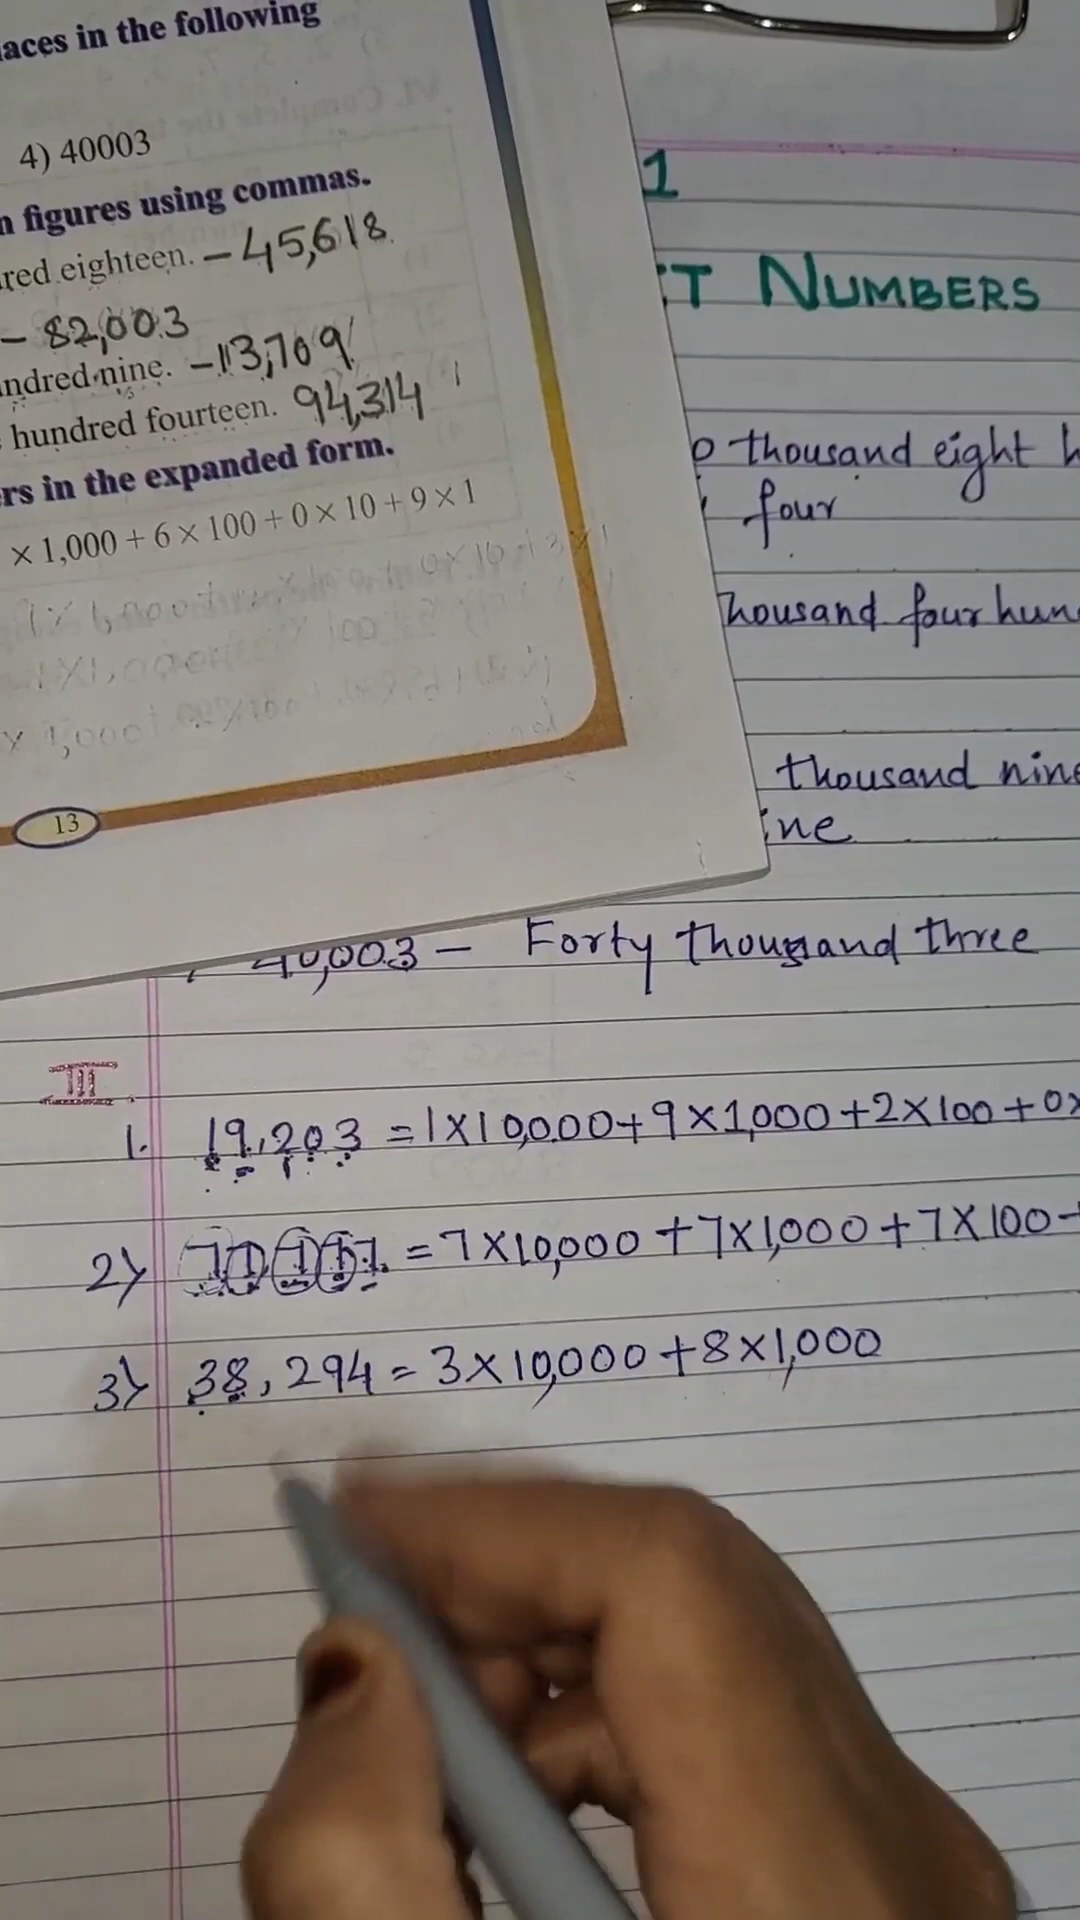 aces in the following
4) 40003
n figures using commas.
red eighteen. – 45,618
– 82,003
ndred nine. – 13,709
hundred fourteen. 94,314
rs in the expanded form.
× 1,000 + 6 × 100 + 0 × 10 + 9 × 1
13
1
T NUMBERS
thousand eight h
four
housand four hun
thousand nine
ine
40,003 – Forty thousand three
III.
1. 19,203 = 1 × 10,000 + 9 × 1,000 + 2 × 100 + 0×
2) 77,757 = 7 × 10,000 + 7 × 1,000 + 7 × 100 +
3) 38,294 = 3 × 10,000 + 8 × 1,000